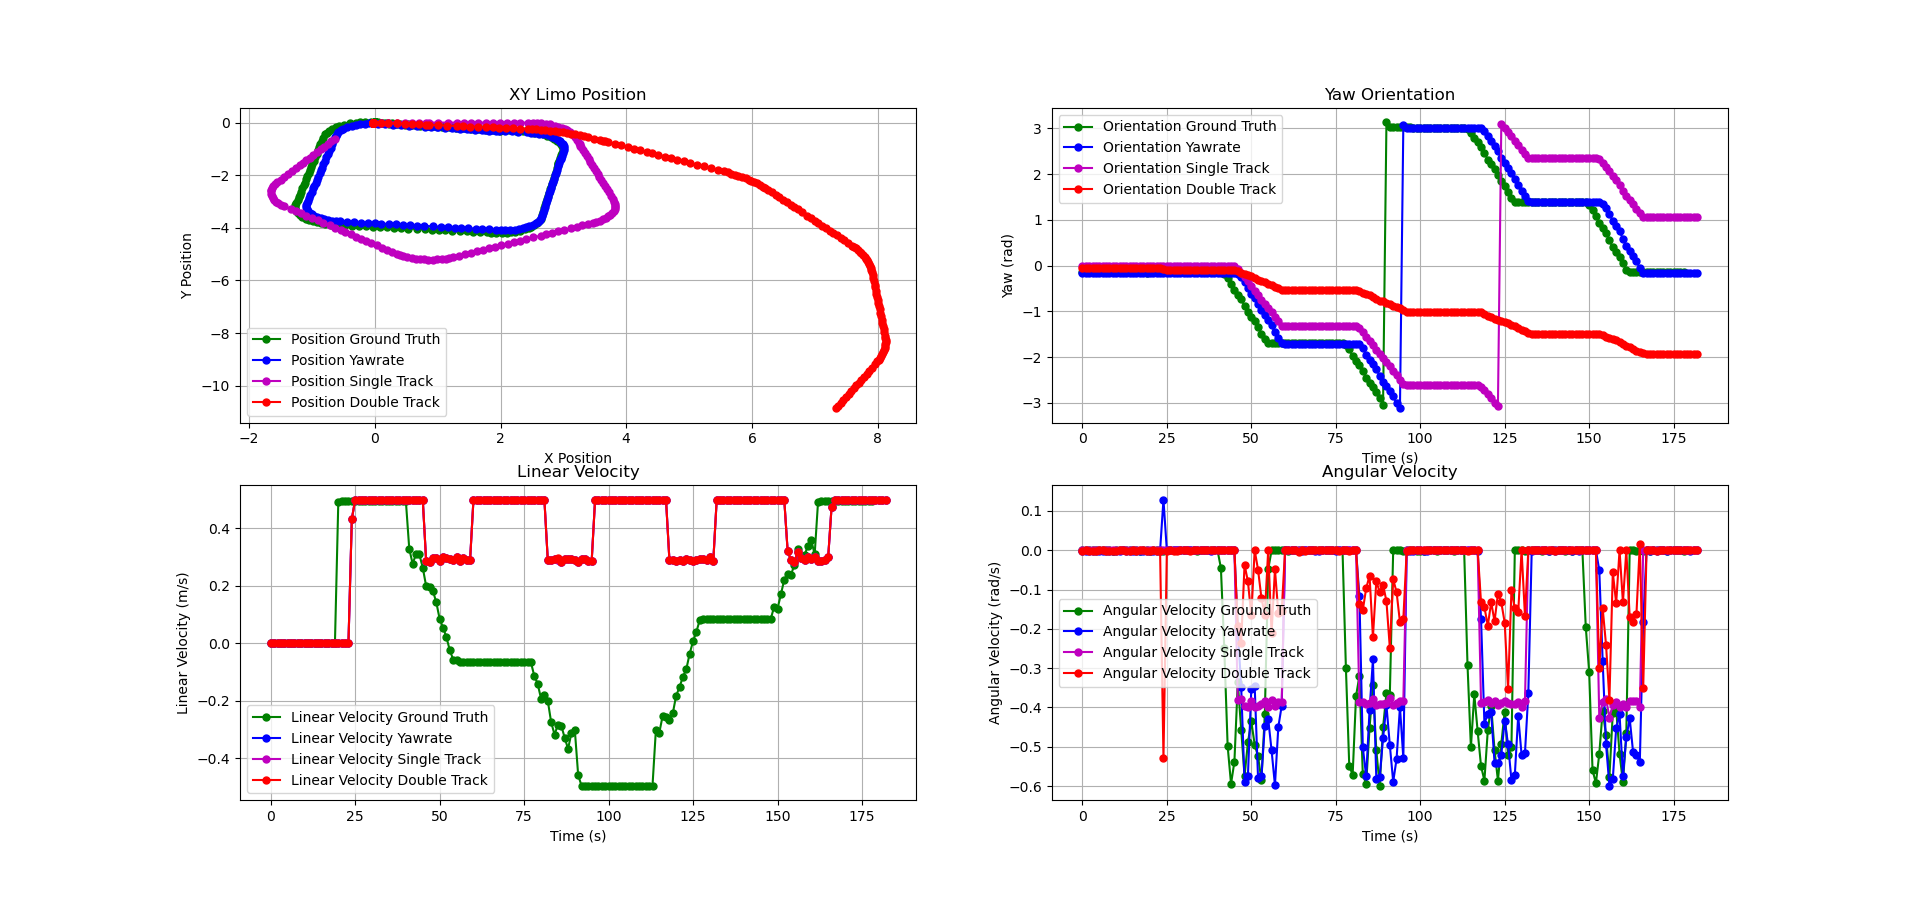 XY Limo Position
0
−2
−4
−6
−8
−10
Y Position
Position Ground Truth
Position Yawrate
Position Single Track
Position Double Track
−2 0 2 4 6 8
X Position
Yaw Orientation
3
2
1
0
−1
−2
−3
Yaw (rad)
Orientation Ground Truth
Orientation Yawrate
Orientation Single Track
Orientation Double Track
0 25 50 75 100 125 150 175
Time (s)
Linear Velocity
0.4
0.2
0.0
−0.2
−0.4
Linear Velocity (m/s)
Linear Velocity Ground Truth
Linear Velocity Yawrate
Linear Velocity Single Track
Linear Velocity Double Track
0 25 50 75 100 125 150 175
Time (s)
Angular Velocity
0.1
0.0
−0.1
−0.2
−0.3
−0.4
−0.5
−0.6
Angular Velocity (rad/s)
Angular Velocity Ground Truth
Angular Velocity Yawrate
Angular Velocity Single Track
Angular Velocity Double Track
0 25 50 75 100 125 150 175
Time (s)